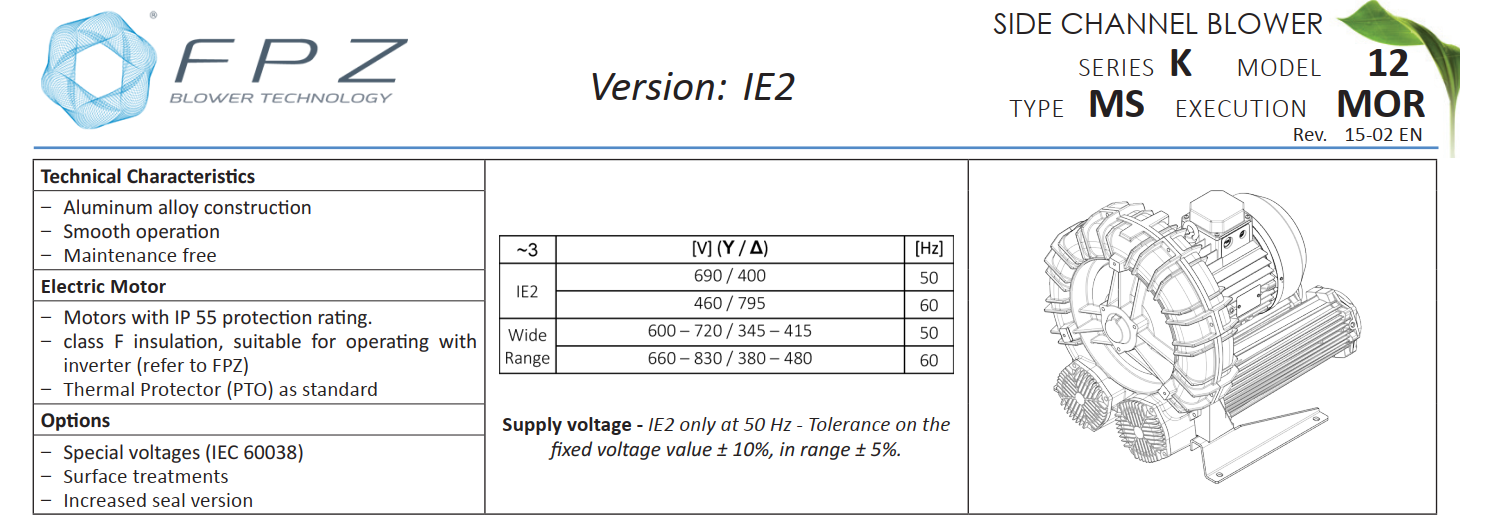 FPZ
®
BLOWER TECHNOLOGY
Version: IE2
SIDE CHANNEL BLOWER
SERIES K MODEL 12
TYPE MS EXECUTION MOR
Rev. 15-02 EN
Technical Characteristics
– Aluminum alloy construction
– Smooth operation
– Maintenance free
Electric Motor
– Motors with IP 55 protection rating.
– class F insulation, suitable for operating with
inverter (refer to FPZ)
– Thermal Protector (PTO) as standard
Options
– Special voltages (IEC 60038)
– Surface treatments
– Increased seal version
~3 [V] (Y / Δ) [Hz]
IE2 690 / 400 50
460 / 795 60
Wide Range 600 – 720 / 345 – 415 50
660 – 830 / 380 – 480 60
Supply voltage - IE2 only at 50 Hz - Tolerance on the
fixed voltage value ± 10%, in range ± 5%.